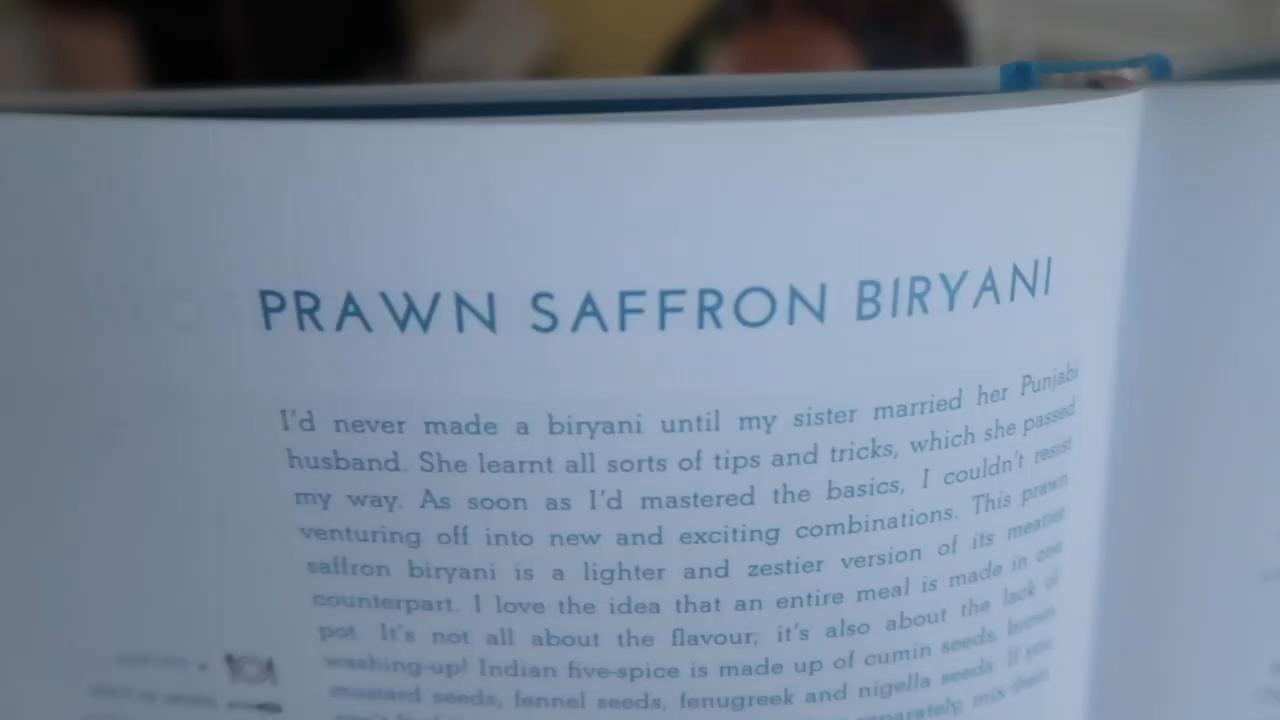 PRAWN SAFFRON BIRYANI
I'd never made a biryani until my sister married her Punjabi
husband. She learnt all sorts of tips and tricks, which she passed
my way. As soon as I'd mastered the basics, I couldn't resist
venturing off into new and exciting combinations. This prawn
saffron biryani is a lighter and zestier version of its meatier
counterpart. I love the idea that an entire meal is made in one
pot. It's not all about the flavour; it's also about the lack of
washing-up! Indian five-spice is made up of cumin seeds, brown
mustard seeds, fennel seeds, fenugreek and nigella seeds. If you
separately, mix them